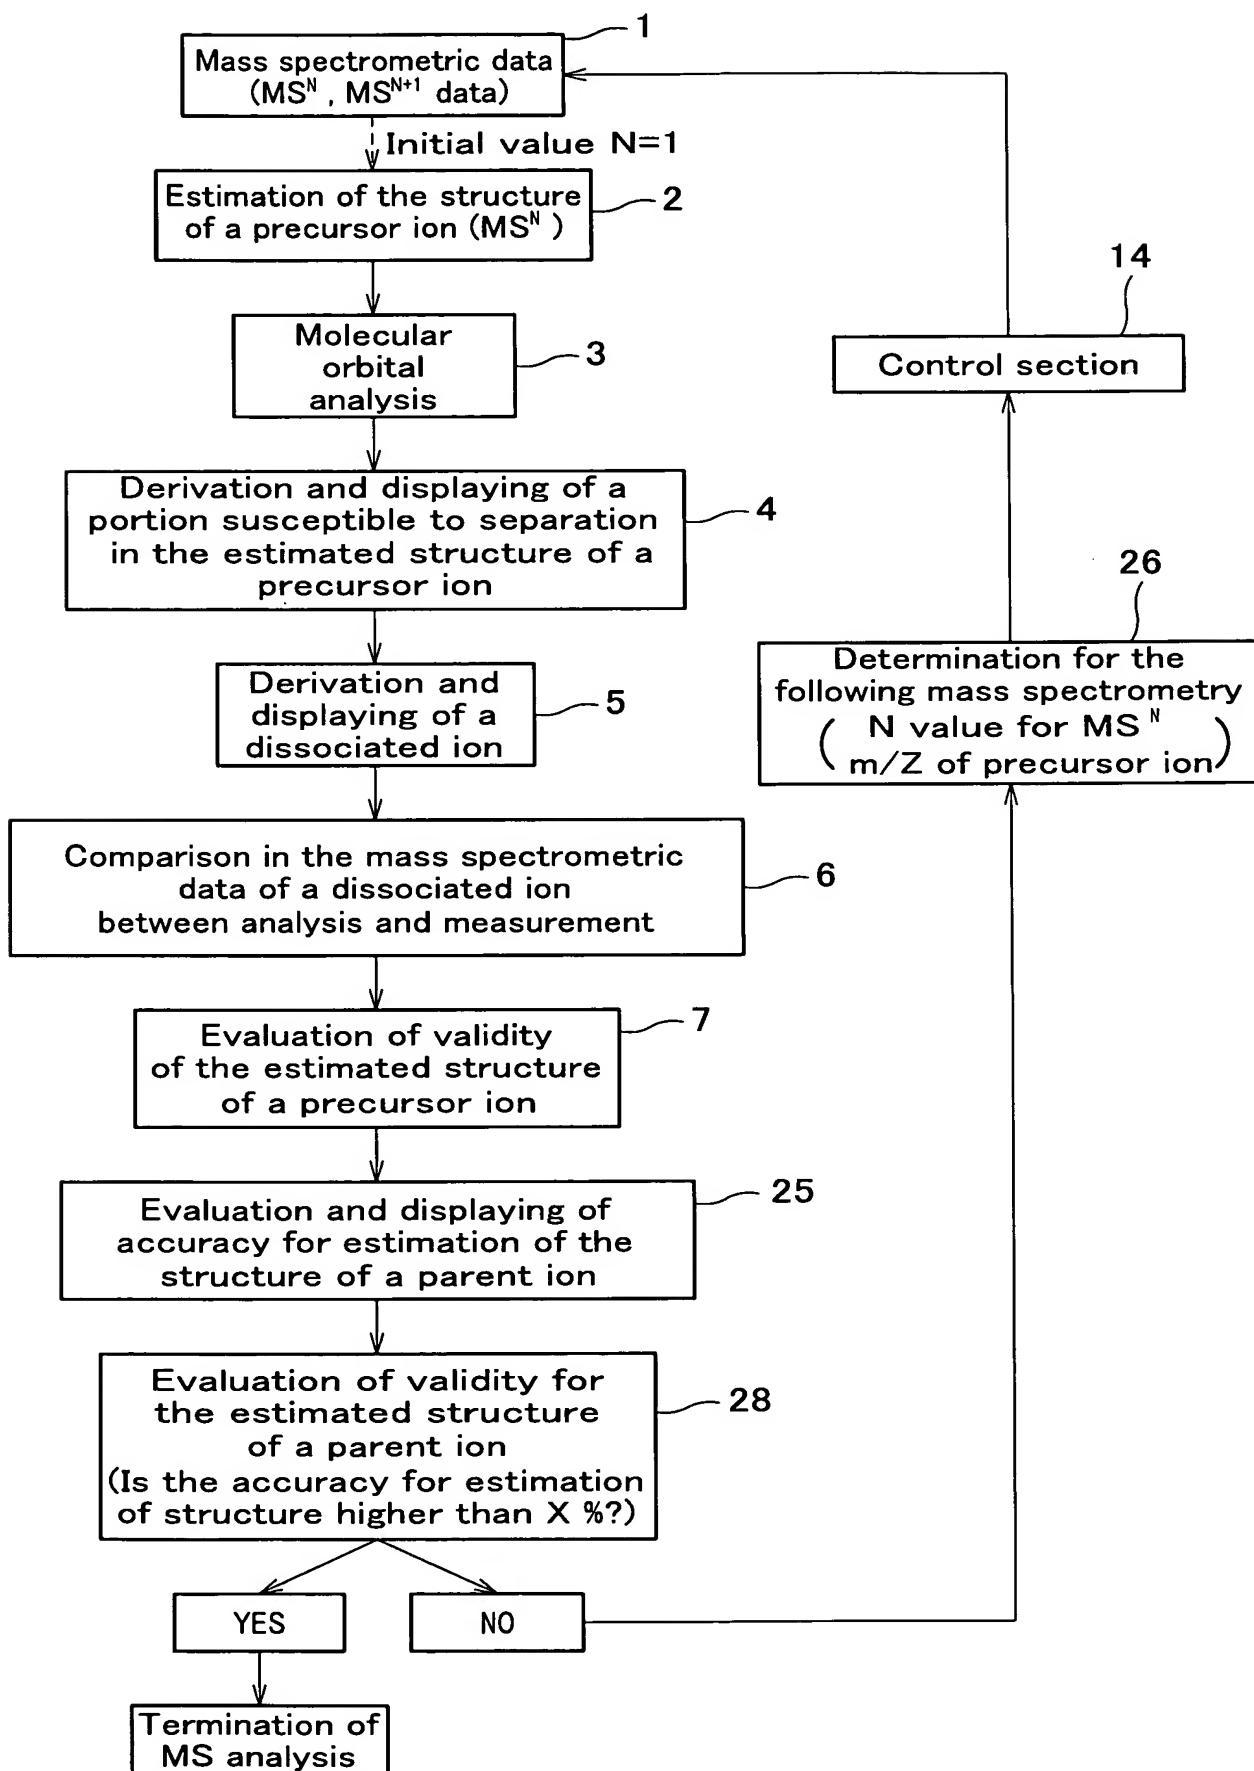 1
Mass spectrometric data
(MS^N , MS^N+1 data)
Initial value N=1
Estimation of the structure
of a precursor ion (MS^N )
2
Molecular
orbital
analysis
3
Derivation and displaying of a
portion susceptible to separation
in the estimated structure of a
precursor ion
4
Derivation and
displaying of a
dissociated ion
5
Comparison in the mass spectrometric
data of a dissociated ion
between analysis and measurement
6
Evaluation of validity
of the estimated structure
of a precursor ion
7
Evaluation and displaying of
accuracy for estimation of the
structure of a parent ion
25
Evaluation of validity for
the estimated structure
of a parent ion
(Is the accuracy for estimation
of structure higher than X %?)
28
YES
NO
Termination of
MS analysis
14
Control section
26
Determination for the
following mass spectrometry
( N value for MS^N
m/Z of precursor ion )